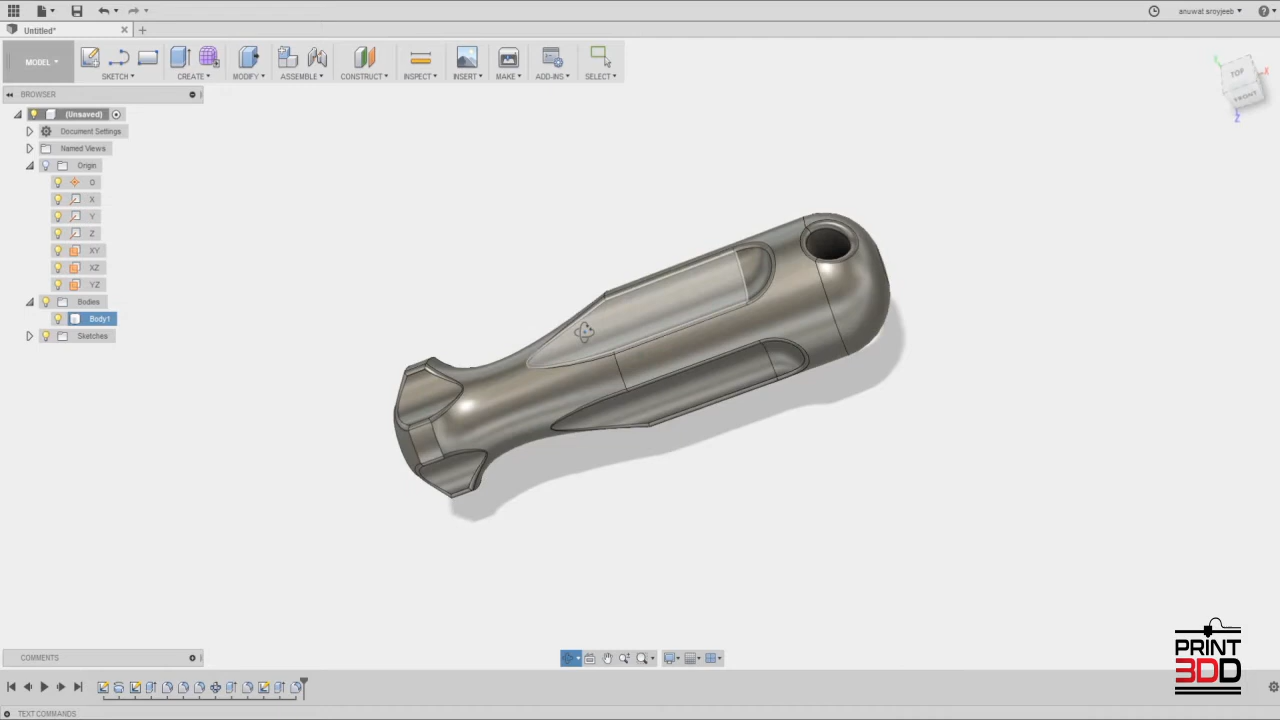 anuwat sroyjeeb
Untitled*
MODEL
SKETCH
CREATE
MODIFY
ASSEMBLE
CONSTRUCT
INSPECT
INSERT
MAKE
ADD-INS
SELECT
BROWSER
(Unsaved)
Document Settings
Named Views
Origin
O
X
Y
Z
XY
XZ
YZ
Bodies
Body1
Sketches
TOP
FRONT
X
Z
COMMENTS
PRINT
3DD
TEXT COMMANDS